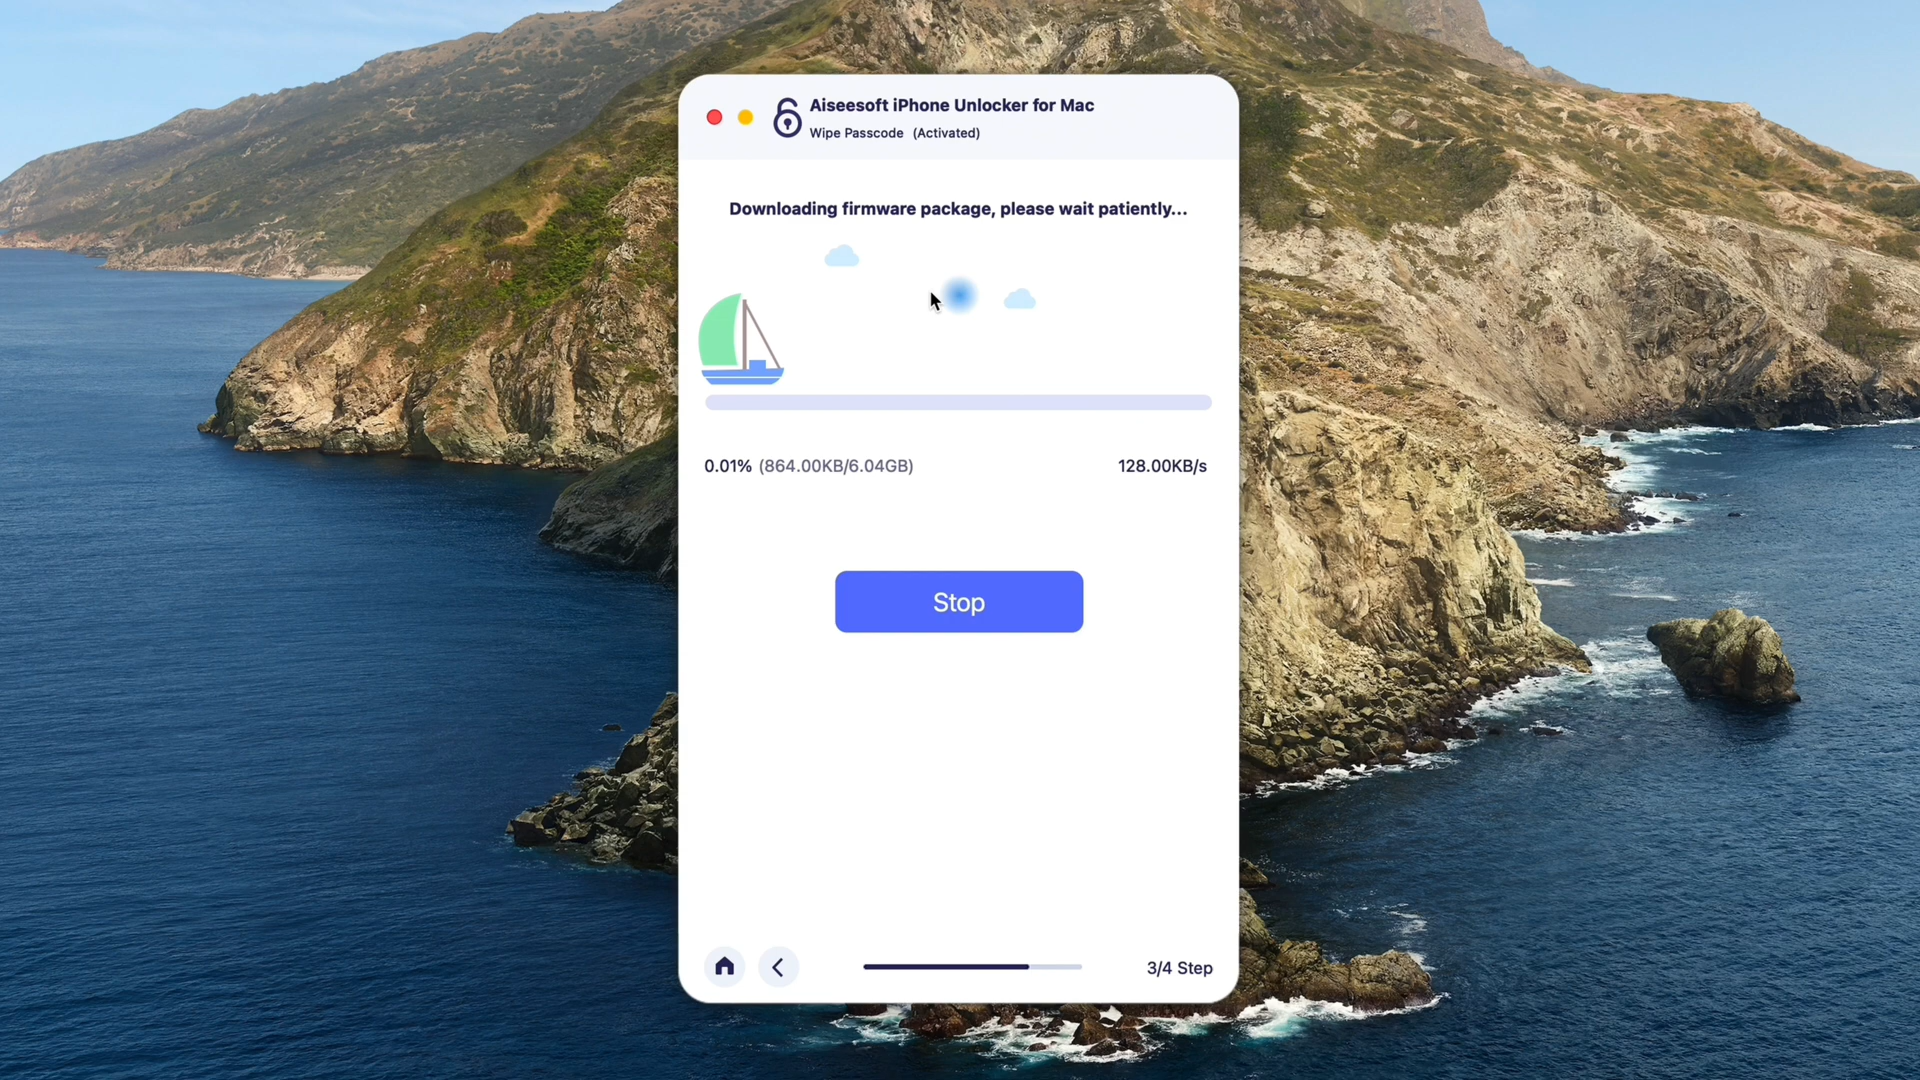 Aiseesoft iPhone Unlocker for Mac
Wipe Passcode (Activated)
Downloading firmware package, please wait patiently...
0.01% (864.00KB/6.04GB)
128.00KB/s
Stop
3/4 Step